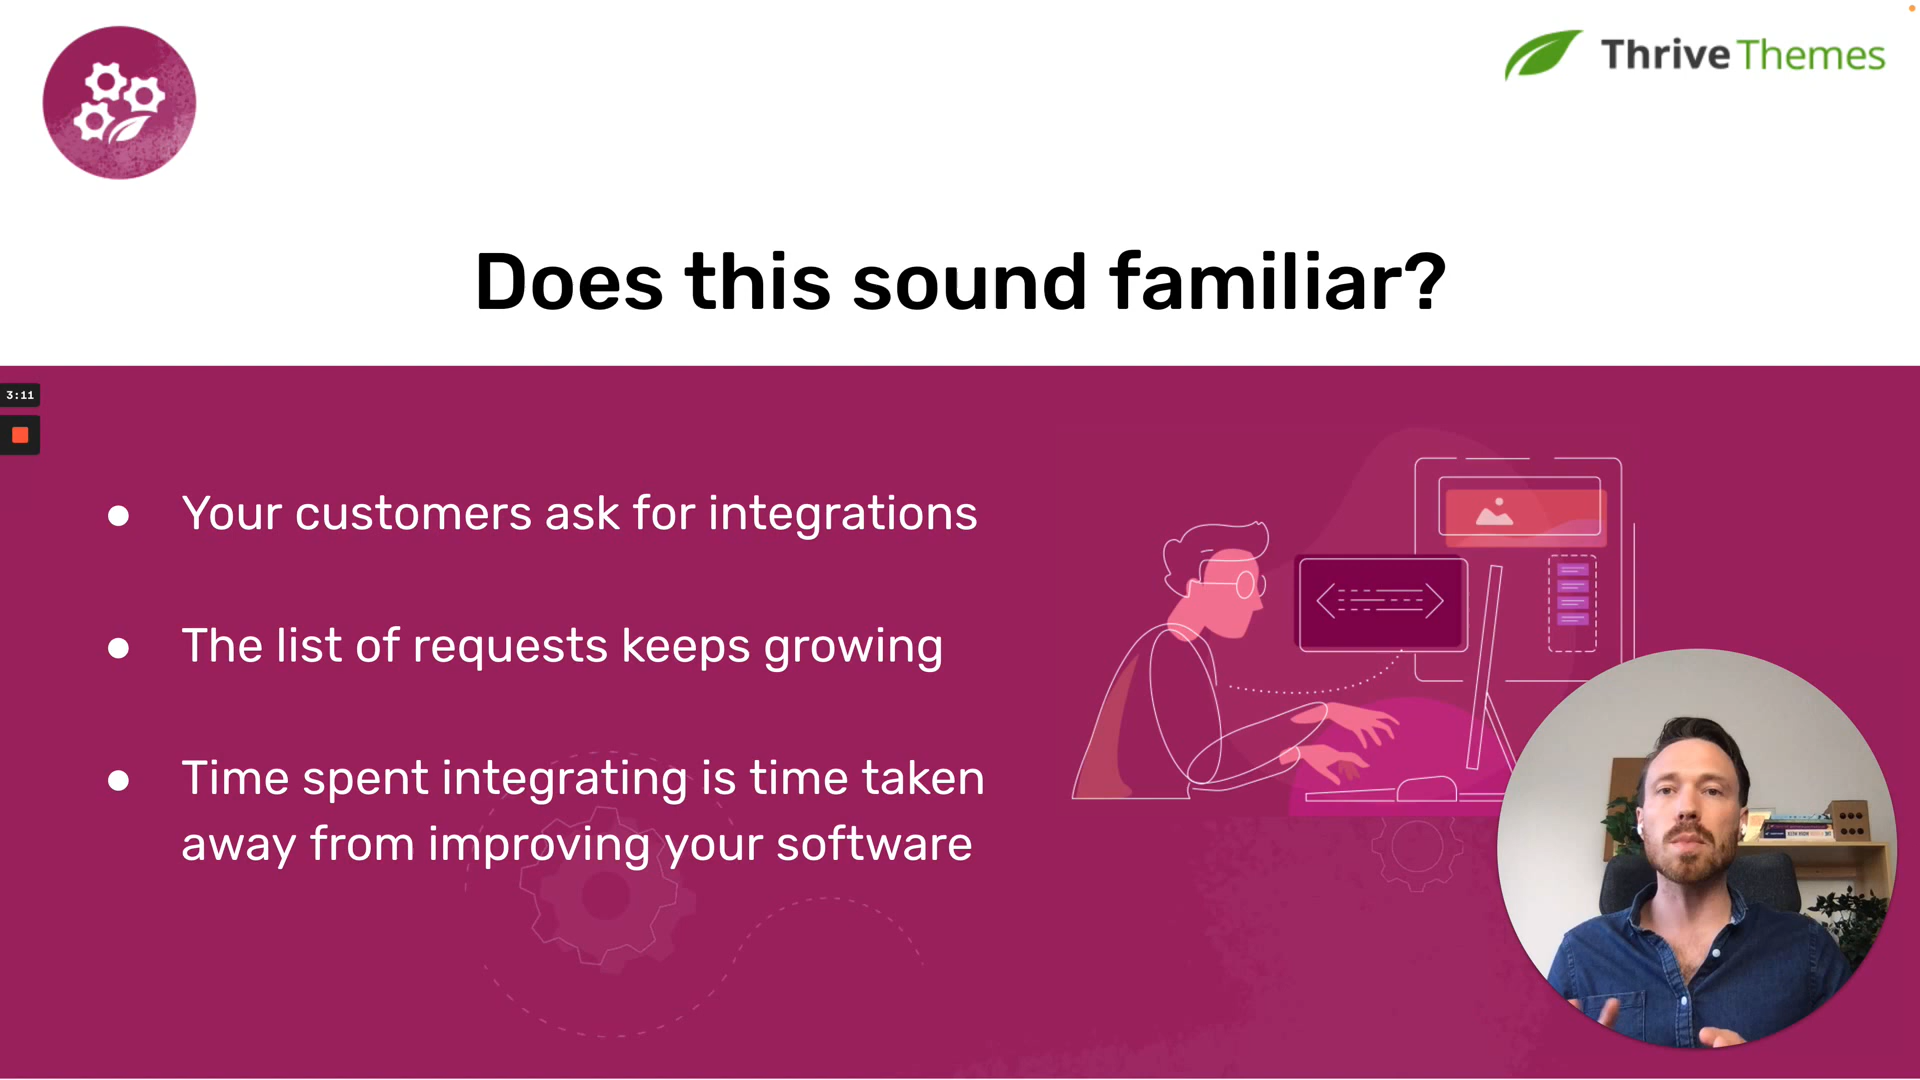 Thrive Themes
Does this sound familiar?
3:11
● Your customers ask for integrations
● The list of requests keeps growing
● Time spent integrating is time taken
away from improving your software